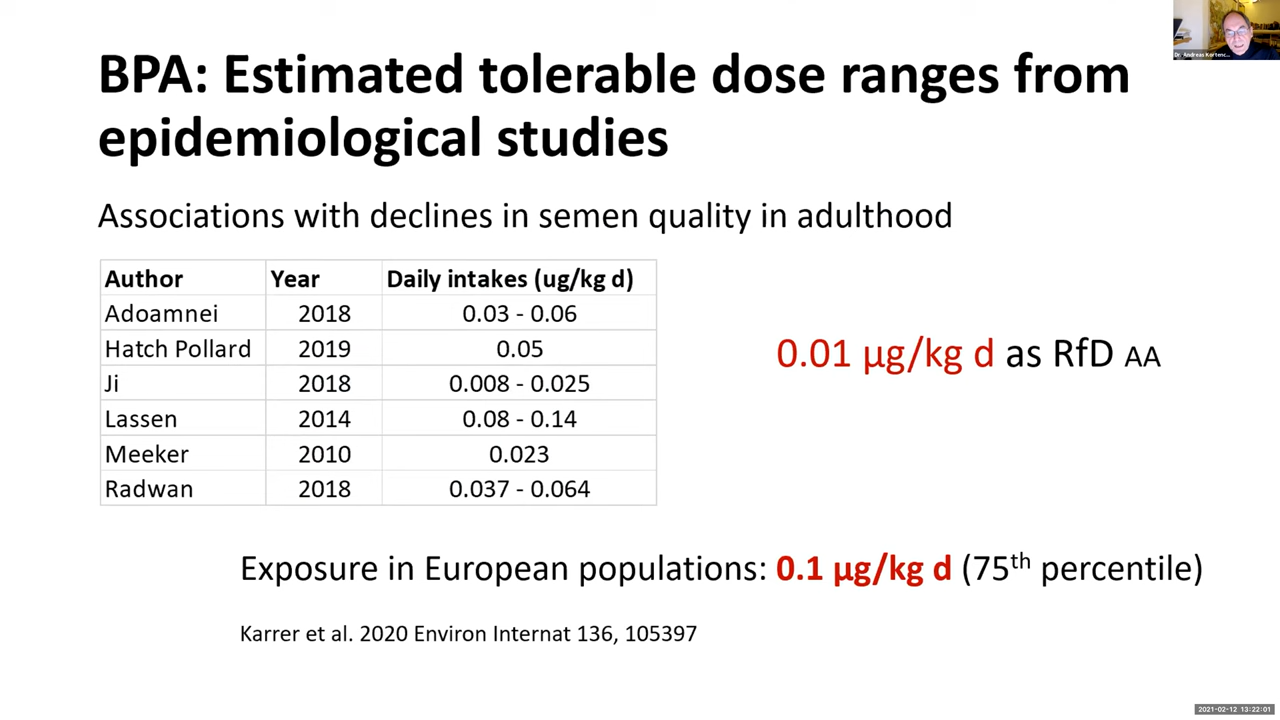 Dr. Andreas Kortenc...
BPA: Estimated tolerable dose ranges from
epidemiological studies
Associations with declines in semen quality in adulthood
Author Year Daily intakes (ug/kg d)
Adoamnei 2018 0.03 - 0.06
Hatch Pollard 2019 0.05
Ji 2018 0.008 - 0.025
Lassen 2014 0.08 - 0.14
Meeker 2010 0.023
Radwan 2018 0.037 - 0.064
0.01 µg/kg d as RfD AA
Exposure in European populations: 0.1 µg/kg d (75th percentile)
Karrer et al. 2020 Environ Internat 136, 105397
2021-02-12 13:22:01